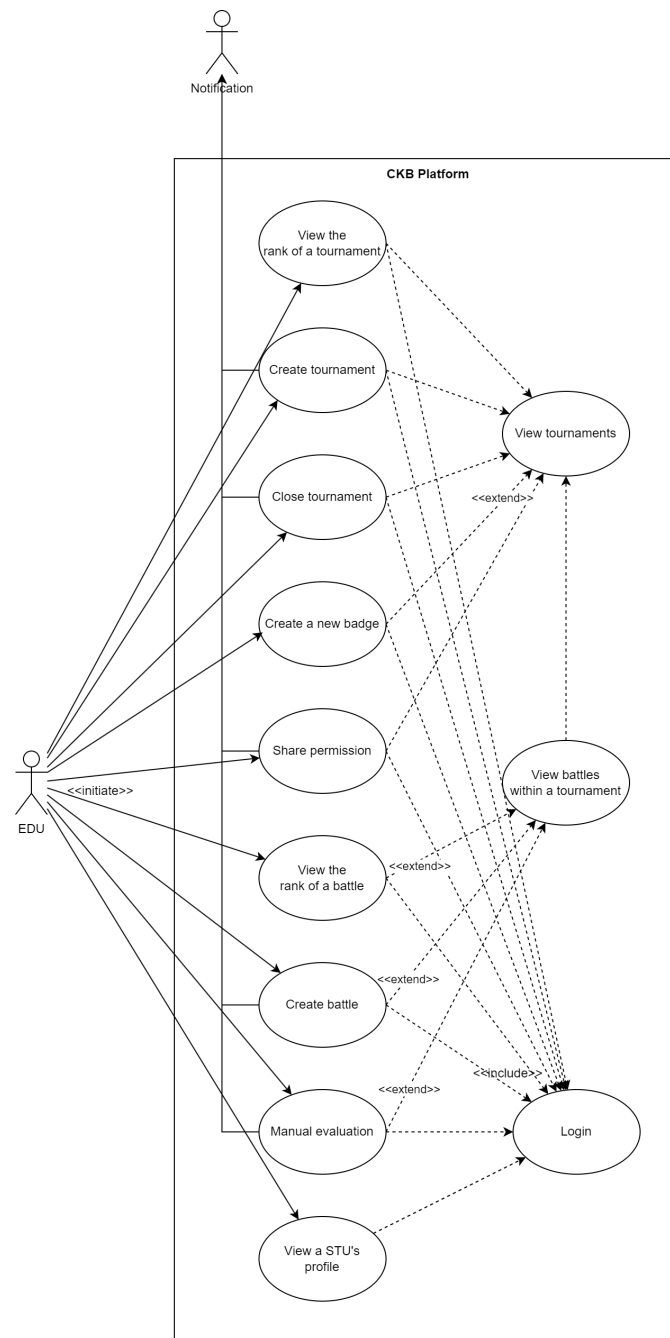 Notification
CKB Platform
View the
rank of a tournament
Create tournament
View tournaments
Close tournament
<<extend>>
Create a new badge
Share permission
View battles
within a tournament
<<initiate>>
EDU
View the
rank of a battle
<<extend>>
<<extend>>
Create battle
<<include>>
<<extend>>
Manual evaluation
Login
View a STU's
profile